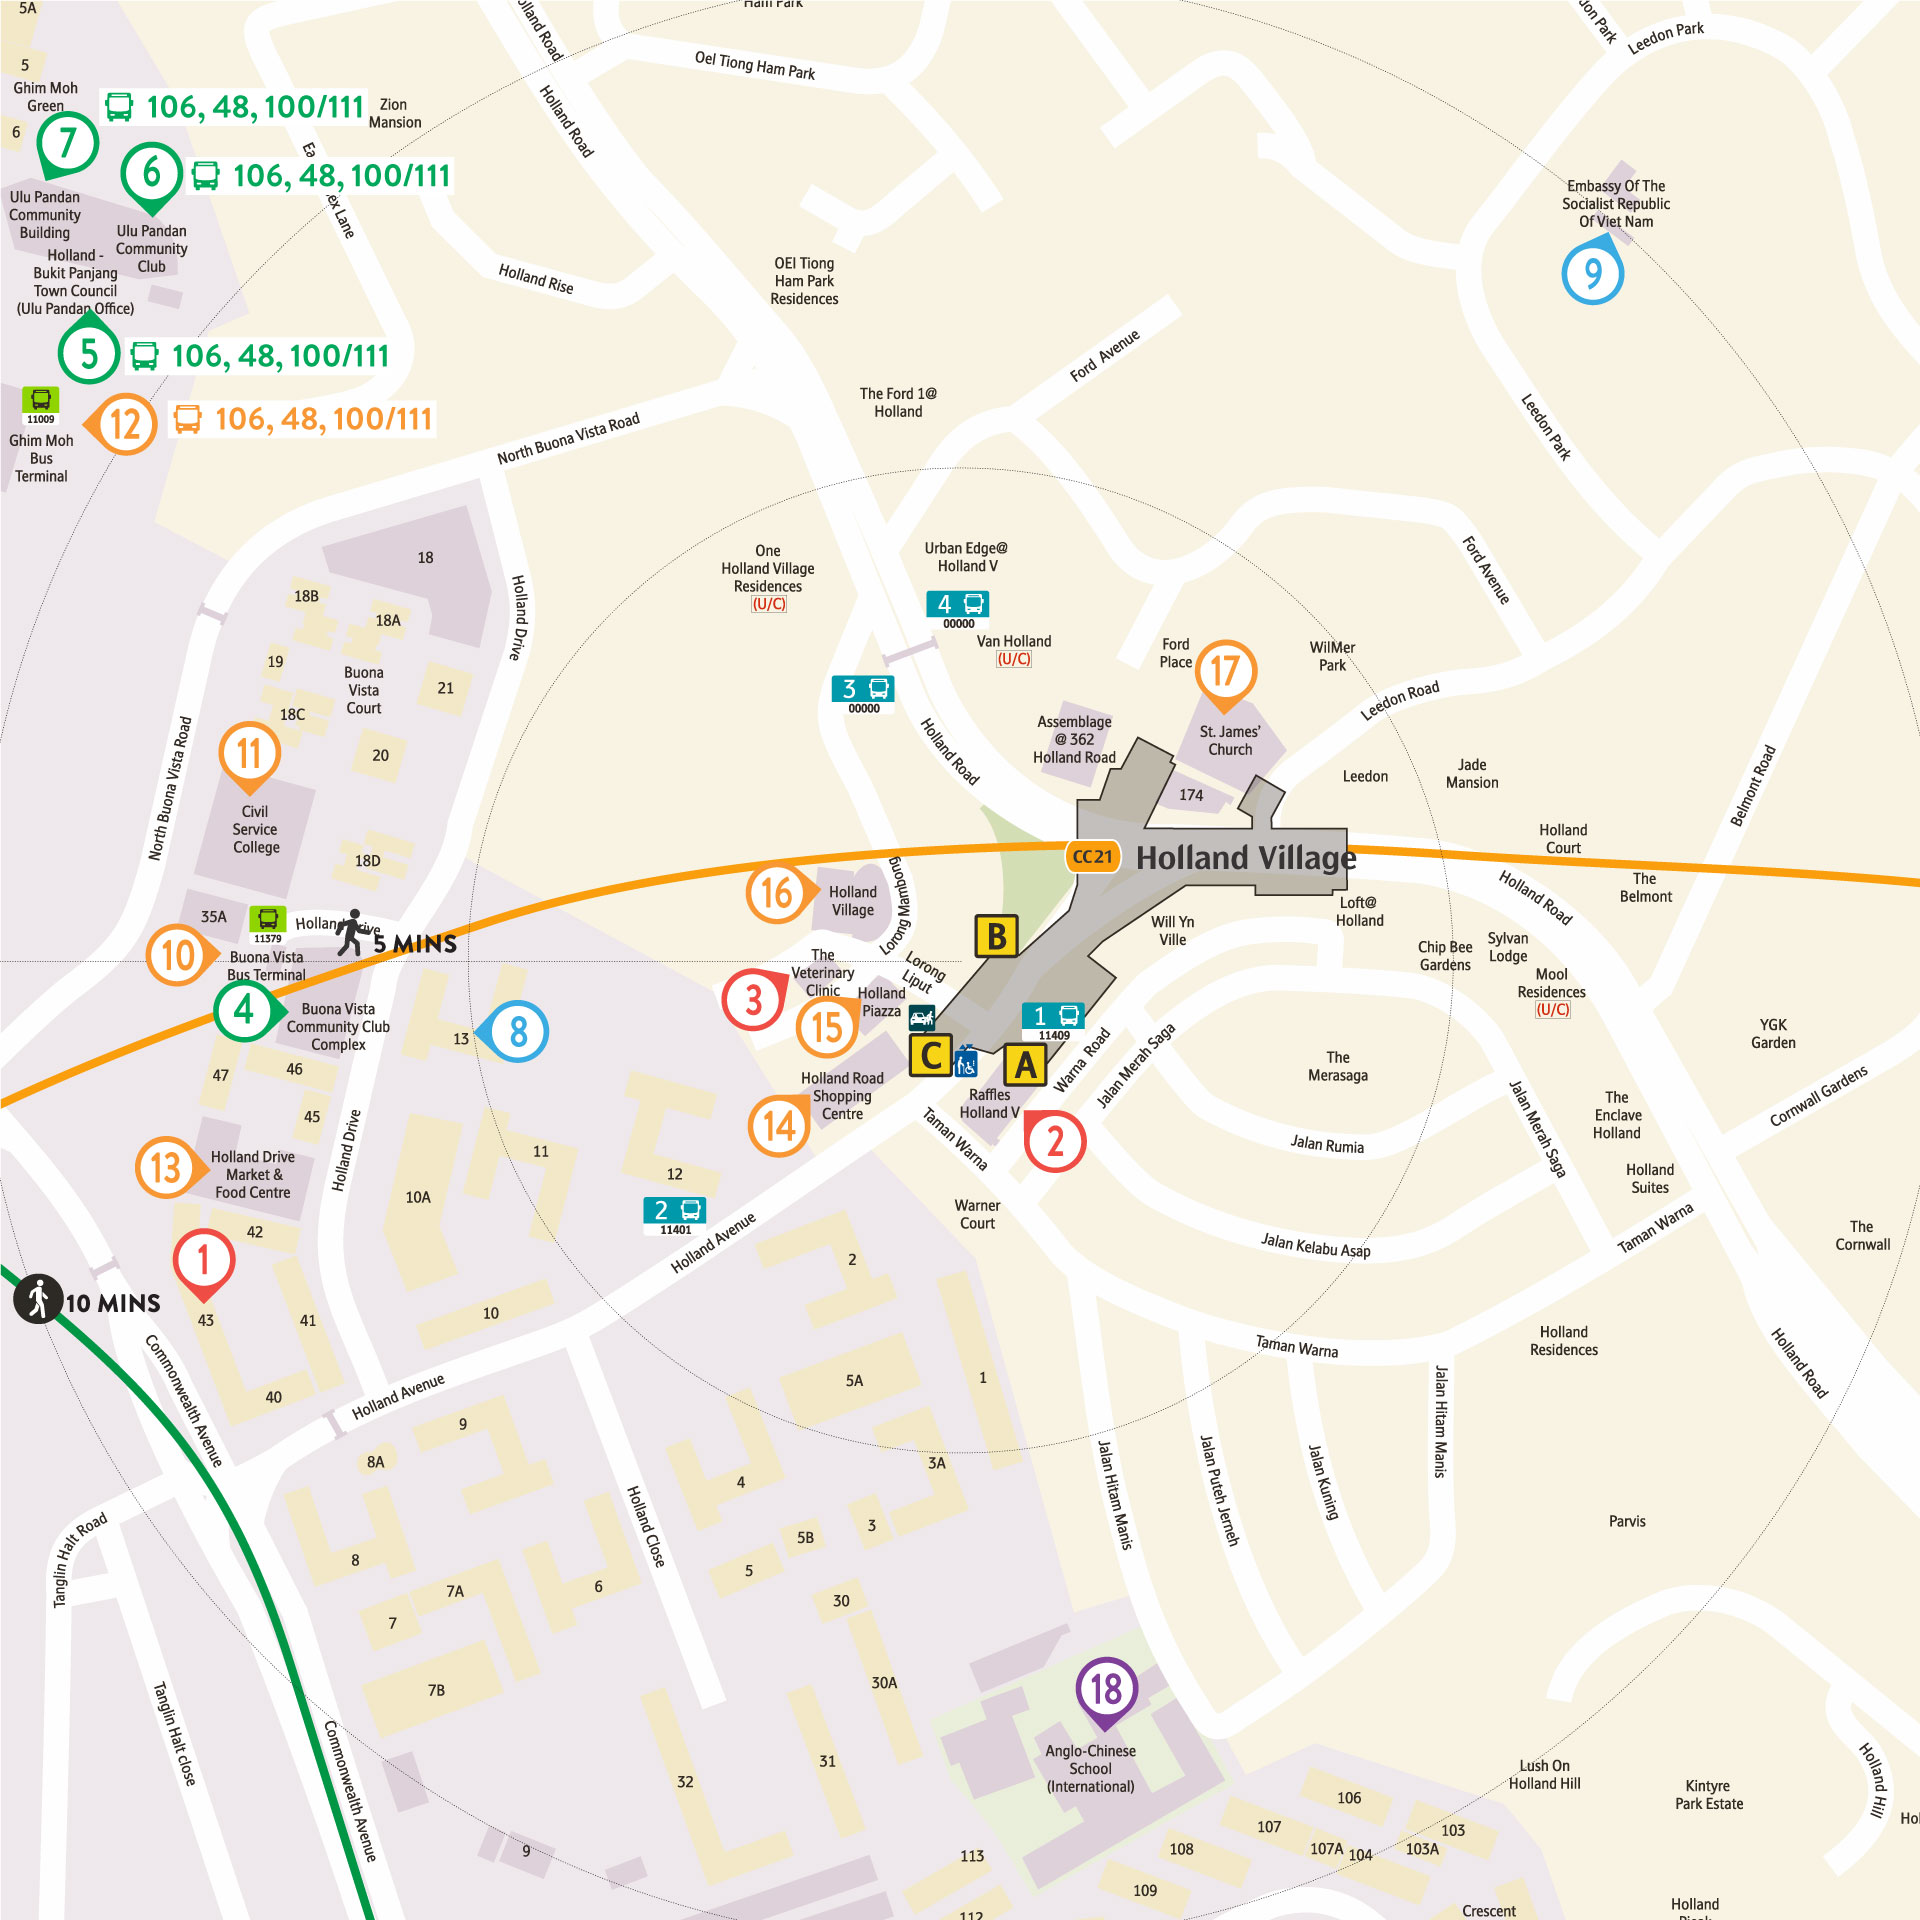 5A
5
Ghim Moh
Green
6
7
106, 48, 100/111
Zion
Mansion
6
106, 48, 100/111
Ulu Pandan
Community
Building
Ulu Pandan
Community
Club
Holland -
Bukit Panjang
Town Council
(Ulu Pandan Office)
5
106, 48, 100/111
11009
Ghim Moh
Bus
Terminal
12
106, 48, 100/111
Holland Road
Holland Road
Oei Tiong Ham Park
Ham Park
Holland Rise
OEI Tiong
Ham Park
Residences
Leedon Park
Embassy Of The
Socialist Republic
Of Viet Nam
9
Ford Avenue
The Ford 1@
Holland
Leedon Park
North Buona Vista Road
18
18B
18A
19
Buona
Vista
Court
21
18C
20
Holland Drive
One
Holland Village
Residences
(U/C)
Urban Edge@
Holland V
4
00000
Van Holland
(U/C)
3
00000
Ford Avenue
Ford
Place
17
WilMer
Park
Leedon Road
St. James'
Church
Assemblage
@ 362
Holland Road
Holland Road
174
Leedon
Jade
Mansion
Belmont Road
Holland
Court
The
Belmont
North Buona Vista Road
11
Civil
Service
College
18D
35A
11379
Holland Drive
5 MINS
10
Buona Vista
Bus Terminal
4
Buona Vista
Community Club
Complex
CC21
Holland Village
16
Holland
Village
Lorong Mambong
Lorong
Liput
B
The
Veterinary
Clinic
3
15
Holland
Piazza
C
A
1
11409
Will Yn
Ville
Loft@
Holland
Holland Road
Chip Bee
Gardens
Sylvan
Lodge
Mool
Residences
(U/C)
YGK
Garden
13
8
47
46
45
Holland Drive
14
Holland Road
Shopping
Centre
Raffles
Holland V
2
Warna Road
Jalan Merah Saga
The
Merasaga
Jalan Rumia
Jalan Merah Saga
The
Enclave
Holland
Cornwall Gardens
13
Holland Drive
Market &
Food Centre
42
1
43
41
40
10A
11
12
2
11401
10
Holland Avenue
Taman Warna
Warner
Court
Jalan Kelabu Asap
Holland
Suites
Taman Warna
The
Cornwall
10 MINS
Commonwealth Avenue
Holland Avenue
9
8A
8
7A
7
7B
6
2
5A
1
4
3A
3
5B
5
30
30A
31
32
9
Holland Close
Taman Warna
Holland
Residences
Holland Road
Jalan Hitam Manis
Jalan Puteh Jerneh
Jalan Kuning
Jalan Hitam Manis
Parvis
Tanglin Halt Road
Tanglin Halt close
Commonwealth Avenue
18
Anglo-Chinese
School
(International)
Lush On
Holland Hill
Kintyre
Park Estate
Holland Hill
106
107
108
109
107A
104
103A
103
113
112
Crescent
Holland